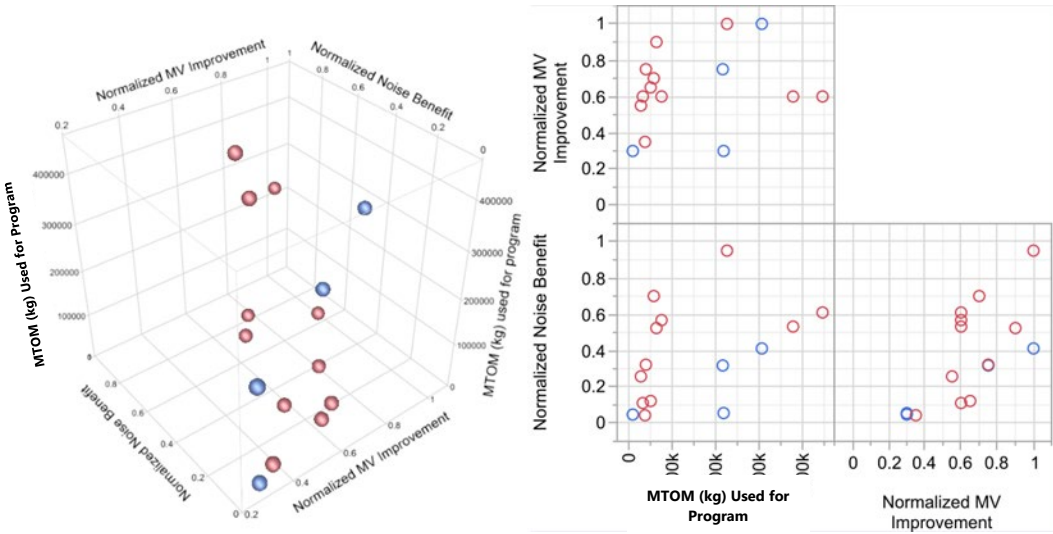 Normalized MV Improvement
Normalized Noise Benefit
0.2
0.4
0.6
0.8
1
1
0.8
0.6
0.4
0.2
0
400000
300000
200000
100000
0
MTOM (kg) Used for Program
400000
300000
200000
100000
0
MTOM (kg) used for program
0.8
0.6
0.4
0.2
0
Normalized Noise Benefit
0.2
0.4
0.6
0.8
1
Normalized MV Improvement
Normalized MV
Improvement
1
0.8
0.6
0.4
0.2
0
Normalized Noise Benefit
1
0.8
0.6
0.4
0.2
0
0
00k
00k
00k
00k
MTOM (kg) Used for
Program
0
0.2
0.4
0.6
0.8
1
Normalized MV
Improvement